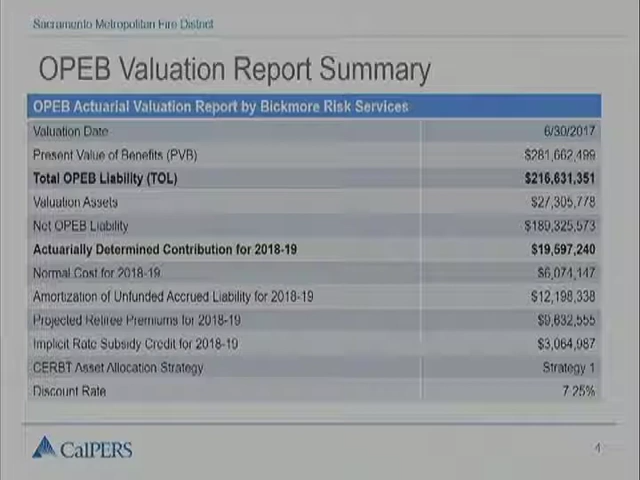 Sacramento Metropolitan Fire District
OPEB Valuation Report Summary
OPEB Actuarial Valuation Report by Bickmore Risk Services
Valuation Date 6/30/2017
Present Value of Benefits (PVB) $281,662,499
Total OPEB Liability (TOL) $216,631,351
Valuation Assets $27,305,778
Net OPEB Liability $189,325,573
Actuarially Determined Contribution for 2018-19 $19,597,240
Normal Cost for 2018-19 $6,074,147
Amortization of Unfunded Accrued Liability for 2018-19 $12,198,338
Projected Retiree Premiums for 2018-19 $9,632,555
Implicit Rate Subsidy Credit for 2018-19 $3,064,987
CERBT Asset Allocation Strategy Strategy 1
Discount Rate 7.25%
CalPERS
4